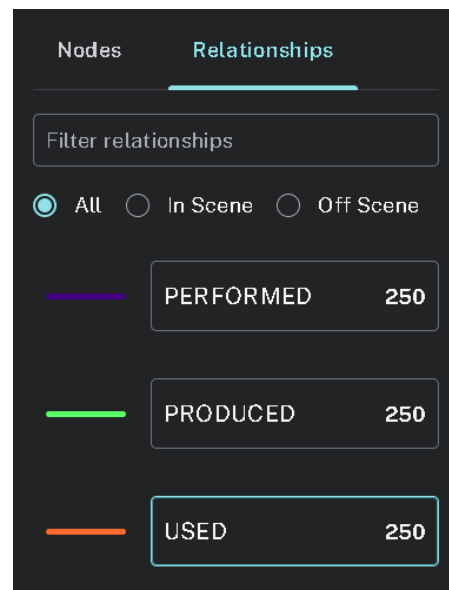 Nodes Relationships
Filter relationships
All In Scene Off Scene
PERFORMED 250
PRODUCED 250
USED 250